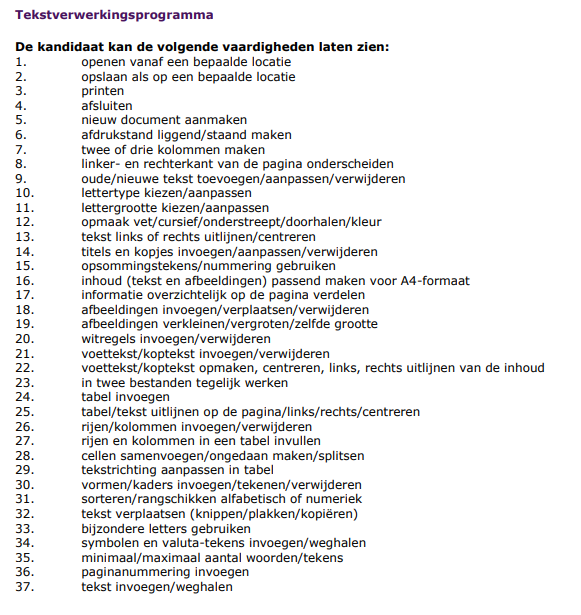 Tekstverwerkingsprogramma
De kandidaat kan de volgende vaardigheden laten zien:
1. openen vanaf een bepaalde locatie
2. opslaan als op een bepaalde locatie
3. printen
4. afsluiten
5. nieuw document aanmaken
6. afdrukstand liggend/staand maken
7. twee of drie kolommen maken
8. linker- en rechterkant van de pagina onderscheiden
9. oude/nieuwe tekst toevoegen/aanpassen/verwijderen
10. lettertype kiezen/aanpassen
11. lettergrootte kiezen/aanpassen
12. opmaak vet/cursief/onderstreept/doorhalen/kleur
13. tekst links of rechts uitlijnen/centreren
14. titels en kopjes invoegen/aanpassen/verwijderen
15. opsommingstekens/nummering gebruiken
16. inhoud (tekst en afbeeldingen) passend maken voor A4-formaat
17. informatie overzichtelijk op de pagina verdelen
18. afbeeldingen invoegen/verplaatsen/verwijderen
19. afbeeldingen verkleinen/vergroten/zelfde grootte
20. witregels invoegen/verwijderen
21. voettekst/koptekst invoegen/verwijderen
22. voettekst/koptekst opmaken, centreren, links, rechts uitlijnen van de inhoud
23. in twee bestanden tegelijk werken
24. tabel invoegen
25. tabel/tekst uitlijnen op de pagina/links/rechts/centreren
26. rijen/kolommen invoegen/verwijderen
27. rijen en kolommen in een tabel invullen
28. cellen samenvoegen/ongedaan maken/splitsen
29. tekstrichting aanpassen in tabel
30. vormen/kaders invoegen/tekenen/verwijderen
31. sorteren/rangschikken alfabetisch of numeriek
32. tekst verplaatsen (knippen/plakken/kopiëren)
33. bijzondere letters gebruiken
34. symbolen en valuta-tekens invoegen/weghalen
35. minimaal/maximaal aantal woorden/tekens
36. paginanummering invoegen
37. tekst invoegen/weghalen